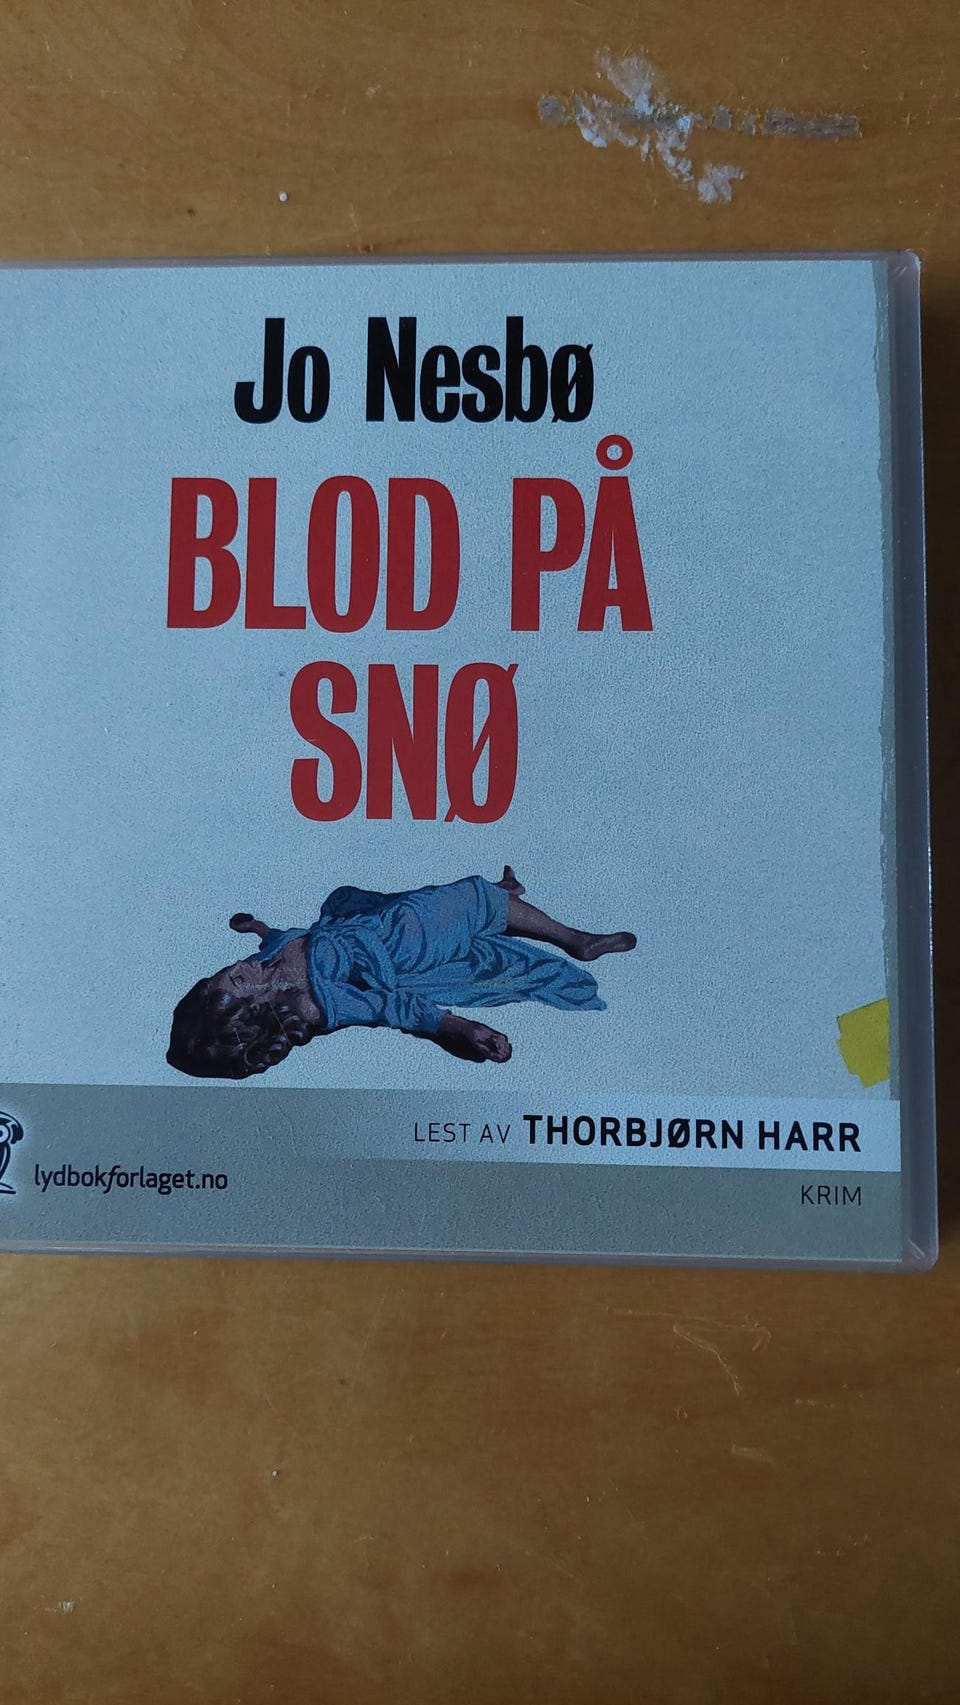 Jo Nesbø
BLOD PÅ
SNØ
LEST AV THORBJØRN HARR
lydbokforlaget.no
KRIM